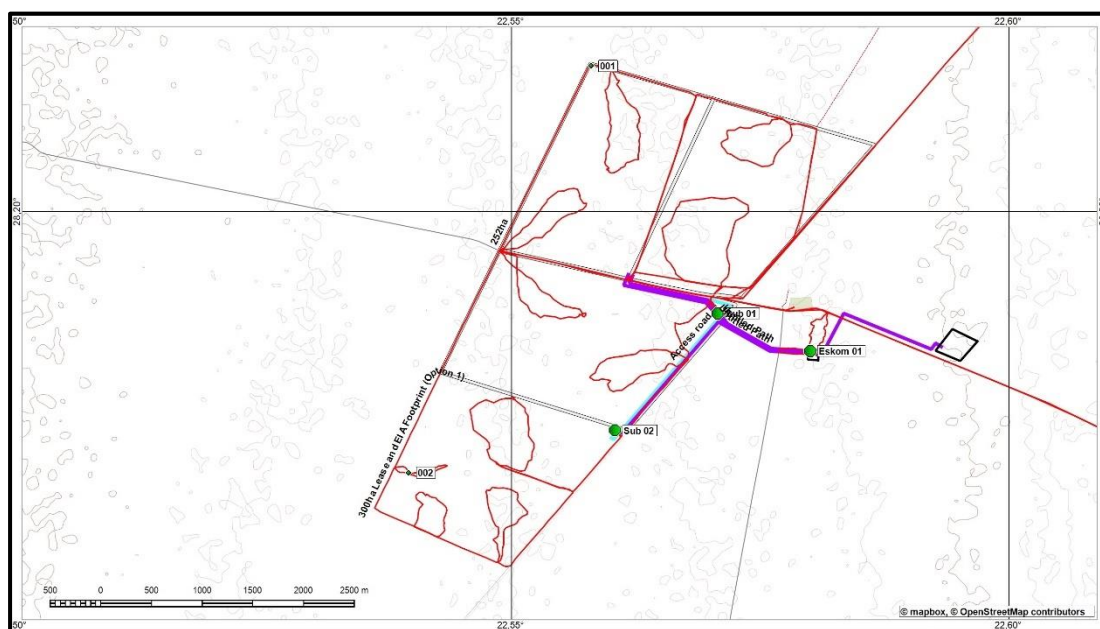 50°
22,55
22,60
001
252ha
28,20°
Sub 01
Access road
Path
Eskom 01
300ha Lease and EIA Footprint (Option 1)
Sub 02
002
500 0 500 1000 1500 2000 2500 m
© mapbox, © OpenStreetMap contributors
50°
22,55
22,60